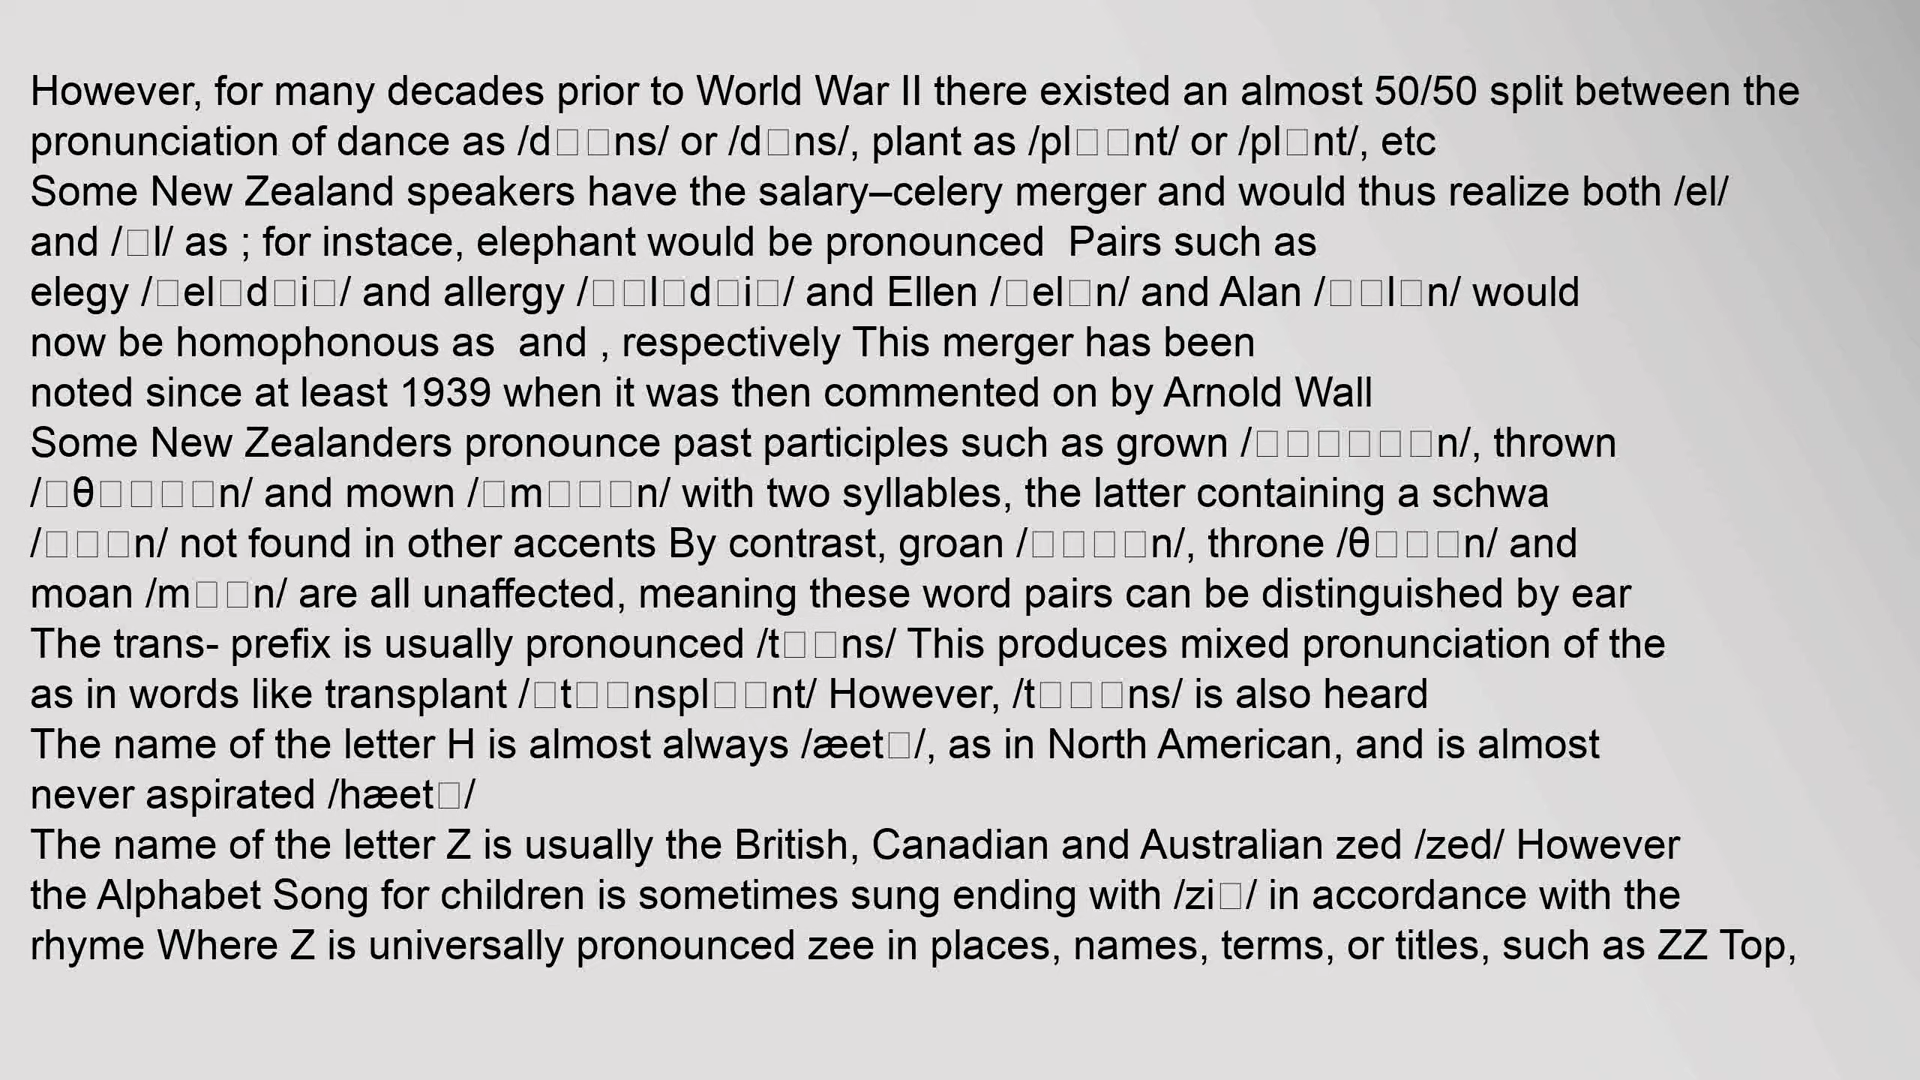 However, for many decades prior to World War II there existed an almost 50/50 split between the
pronunciation of dance as /d□□ns/ or /d□ns/, plant as /pl□□nt/ or /pl□nt/, etc
Some New Zealand speakers have the salary–celery merger and would thus realize both /el/
and /□l/ as ; for instace, elephant would be pronounced  Pairs such as
elegy /□el□d□i□/ and allergy /□□l□d□i□/ and Ellen /□el□n/ and Alan /□□l□n/ would
now be homophonous as  and , respectively This merger has been
noted since at least 1939 when it was then commented on by Arnold Wall
Some New Zealanders pronounce past participles such as grown /□□□□□□n/, thrown
/□θ□□□□n/ and mown /□m□□□n/ with two syllables, the latter containing a schwa
/□□□n/ not found in other accents By contrast, groan /□□□□n/, throne /θ□□□n/ and
moan /m□□n/ are all unaffected, meaning these word pairs can be distinguished by ear
The trans- prefix is usually pronounced /t□□ns/ This produces mixed pronunciation of the
as in words like transplant /□t□□nspl□□nt/ However, /t□□□ns/ is also heard
The name of the letter H is almost always /æet□/, as in North American, and is almost
never aspirated /hæet□/
The name of the letter Z is usually the British, Canadian and Australian zed /zed/ However
the Alphabet Song for children is sometimes sung ending with /zi□/ in accordance with the
rhyme Where Z is universally pronounced zee in places, names, terms, or titles, such as ZZ Top,